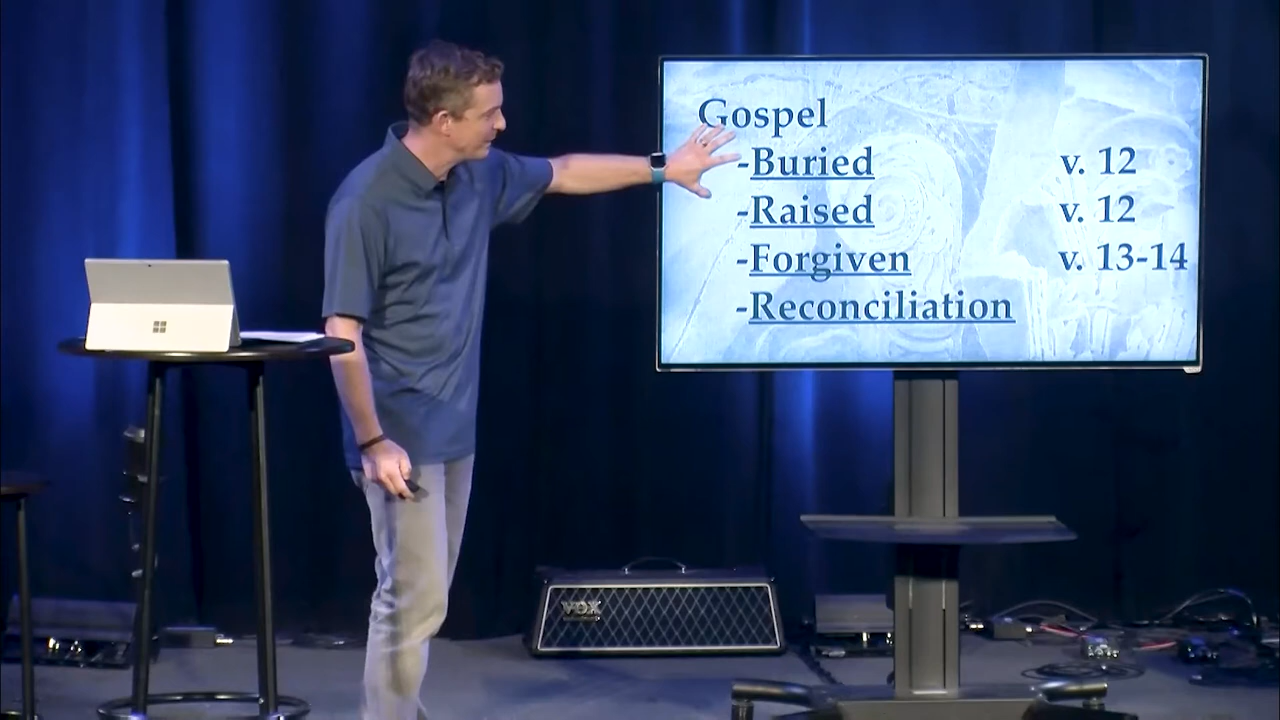 Gospel
-Buried v. 12
-Raised v. 12
-Forgiven v. 13-14
-Reconciliation
VOX